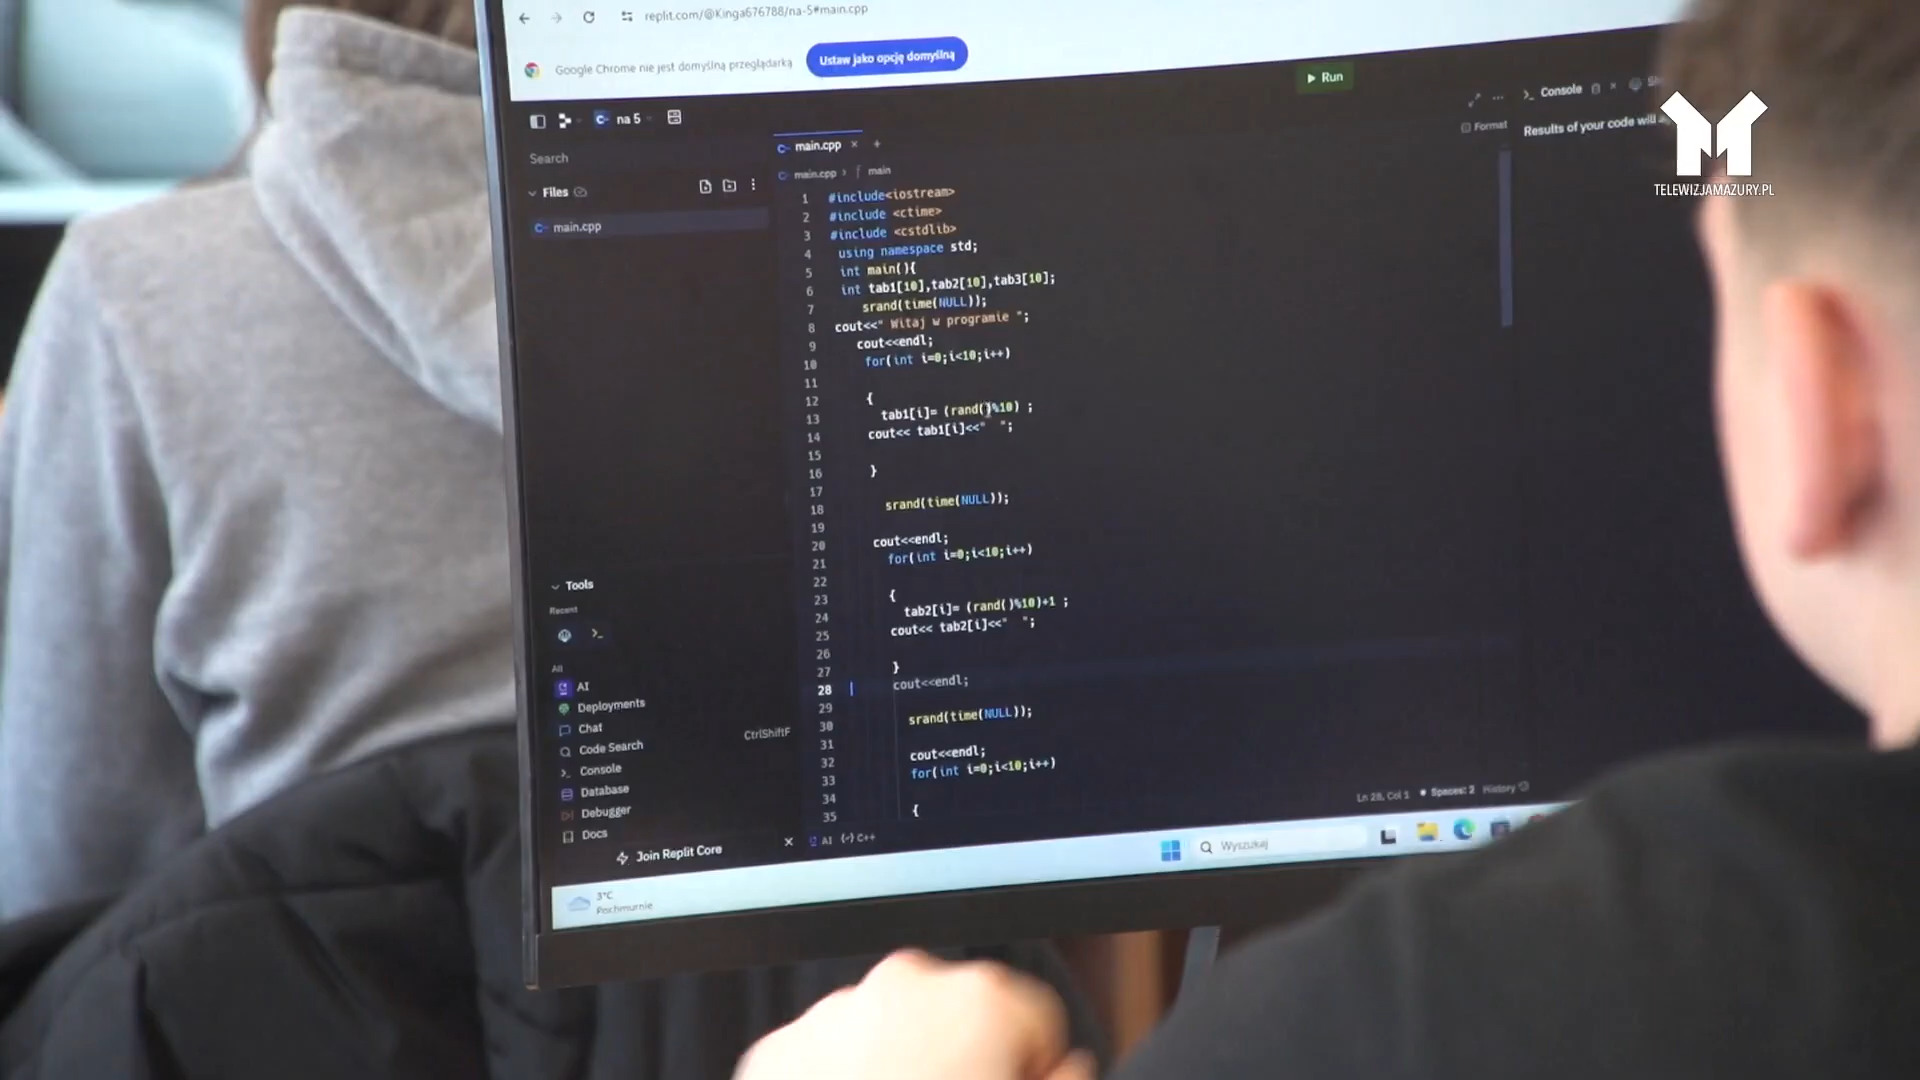 replit.com/@Kinga676788/na-5#main.cpp
Google Chrome nie jest domyślną przeglądarką
Ustaw jako opcję domyślną
Run
na 5
Console
Format
Results of your code will
TELEWIZJAMAZURY.PL
Search
Files
main.cpp
main.cpp
main.cpp
main
1 #include<iostream>
2 #include <ctime>
3 #include <cstdlib>
4 using namespace std;
5 int main(){
6 int tab1[10],tab2[10],tab3[10];
7 srand(time(NULL));
8 cout<<" Witaj w programie ";
9 cout<<endl;
10 for(int i=0;i<10;i++)
11
12 {
13 tab1[i]= (rand()%10) ;
14 cout<< tab1[i]<<"  ";
15
16 }
17
18 srand(time(NULL));
19
20 cout<<endl;
21 for(int i=0;i<10;i++)
22
23 {
24 tab2[i]= (rand()%10)+1 ;
25 cout<< tab2[i]<<"  ";
26
27 }
28 cout<<endl;
29
30 srand(time(NULL));
31
32 cout<<endl;
33 for(int i=0;i<10;i++)
34
35 {
Tools
Recent
All
AI
Deployments
Chat
Code Search
CtrlShiftF
Console
Database
Debugger
Docs
Join Replit Core
AI
C++
Ln 28, Col 1
Spaces: 2
History
Wyszukaj
3°C
Pochmurnie